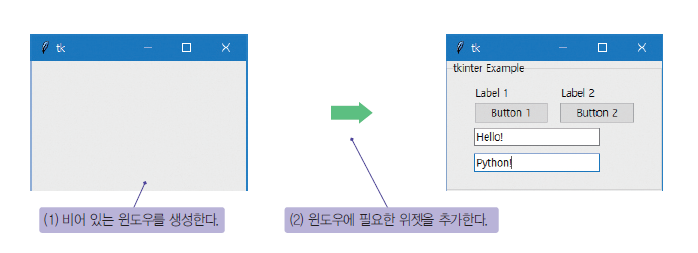 tk
tk
tkinter Example
Label 1 Label 2
Button 1 Button 2
Hello!
Python!
(1) 비어 있는 윈도우를 생성한다.
(2) 윈도우에 필요한 위젯을 추가한다.